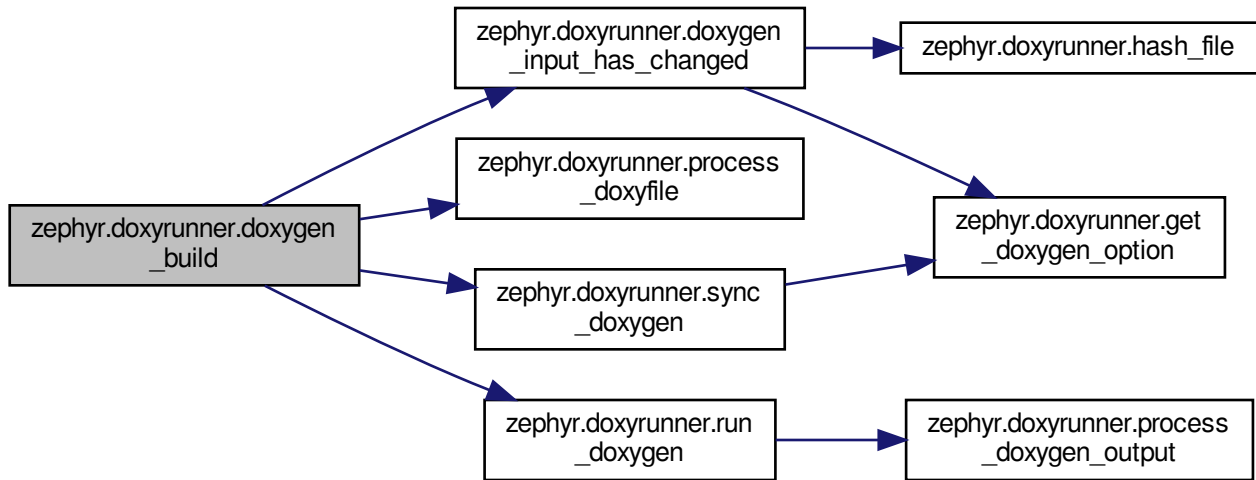 zephyr.doxyrunner.doxygen
_input_has_changed
zephyr.doxyrunner.hash_file
zephyr.doxyrunner.process
_doxyfile
zephyr.doxyrunner.doxygen
_build
zephyr.doxyrunner.get
_doxygen_option
zephyr.doxyrunner.sync
_doxygen
zephyr.doxyrunner.run
_doxygen
zephyr.doxyrunner.process
_doxygen_output